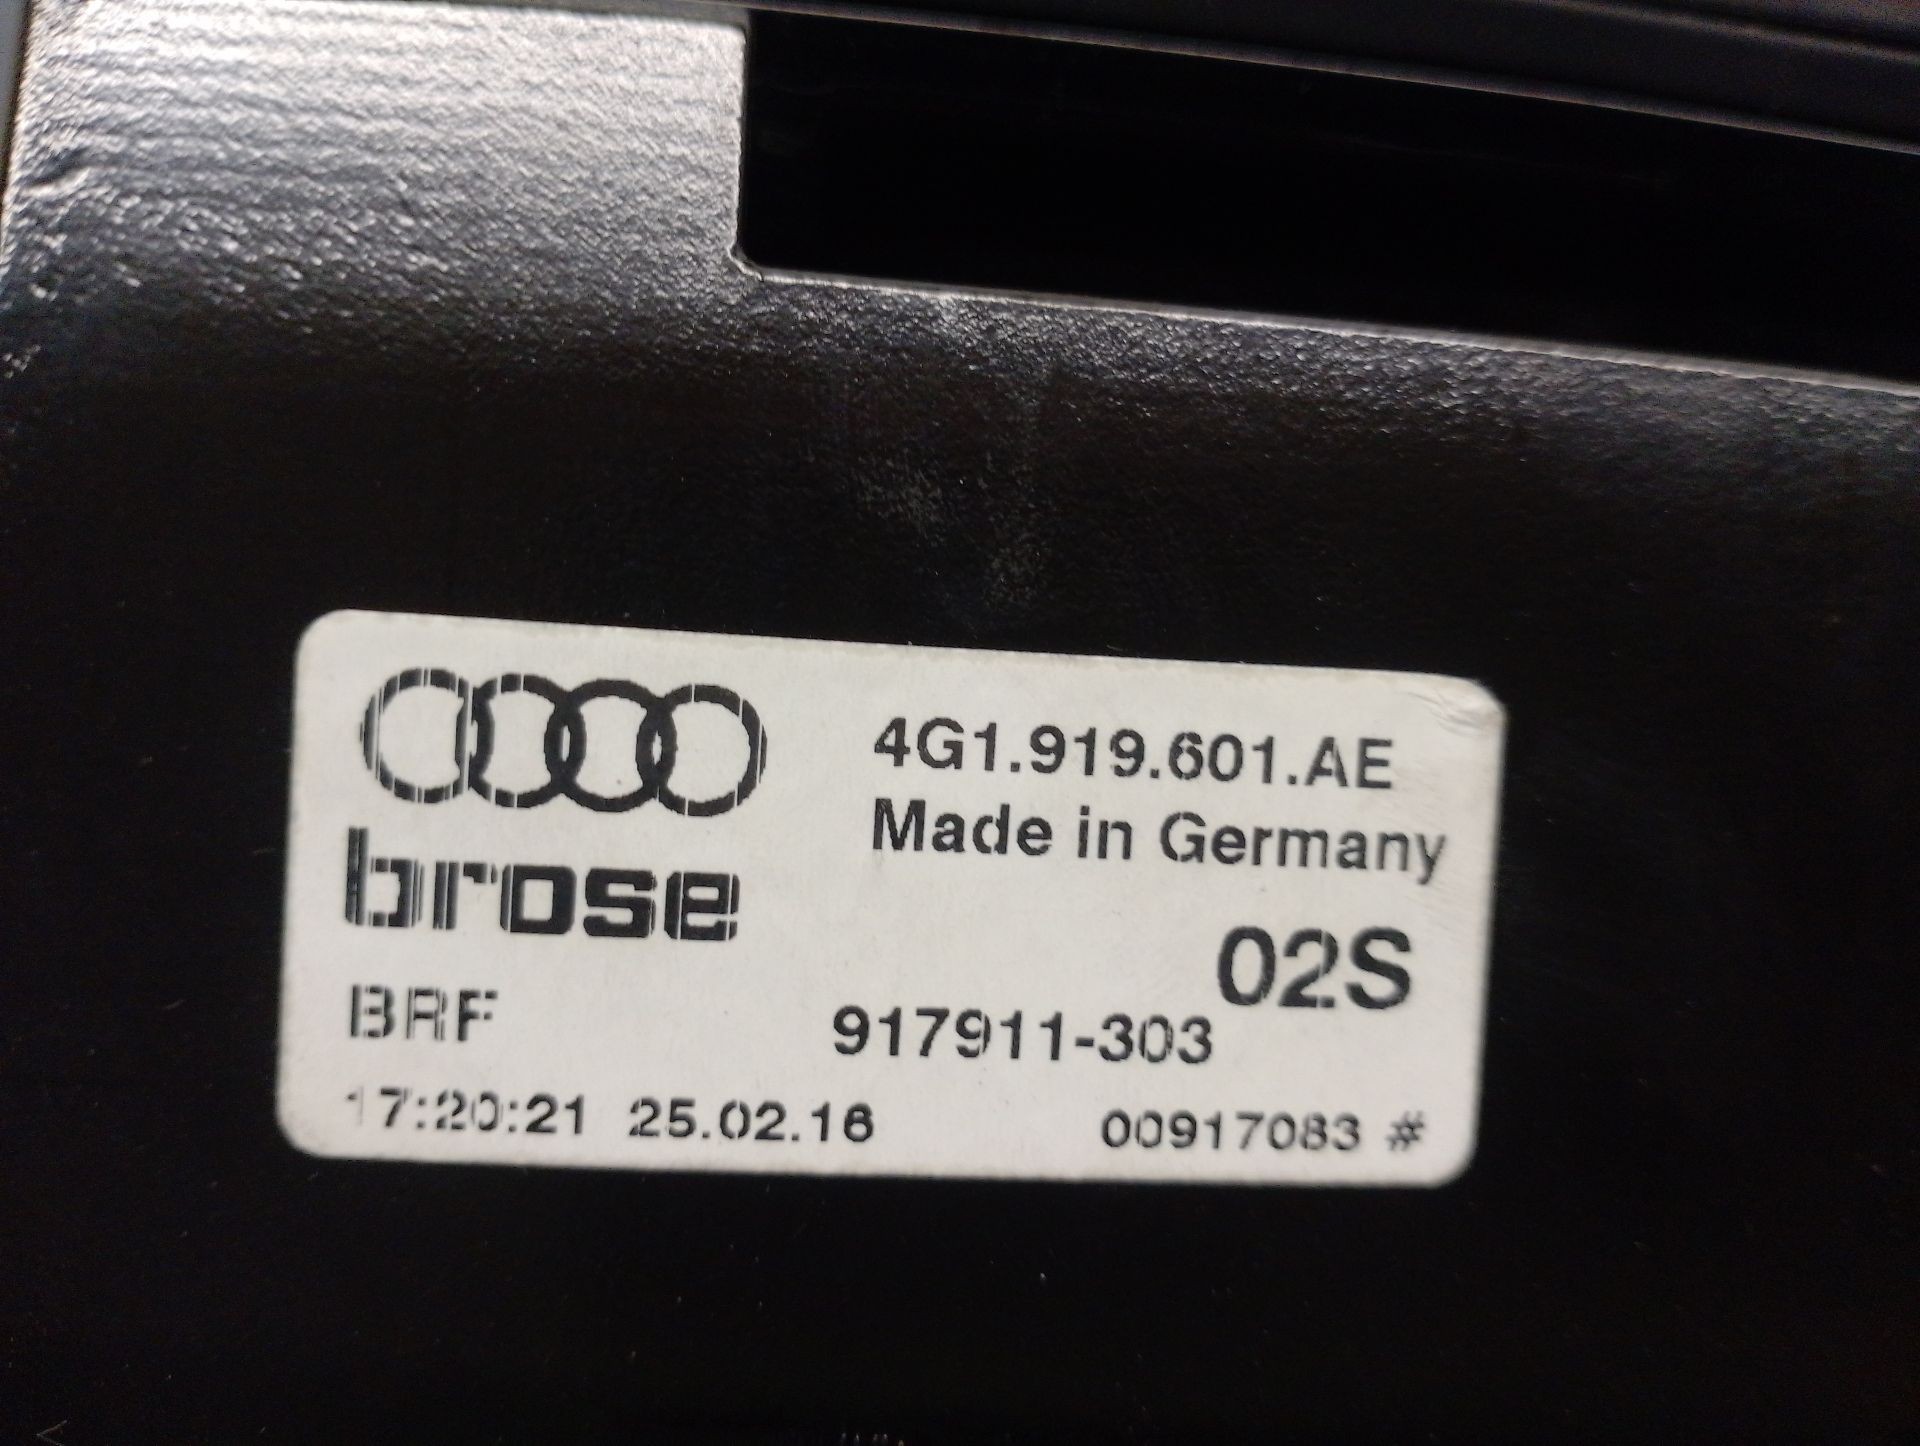 4G1.919.601.AE
Made in Germany
brose
02S
BRF
917911-303
17:20:21 25.02.16
00917083 #